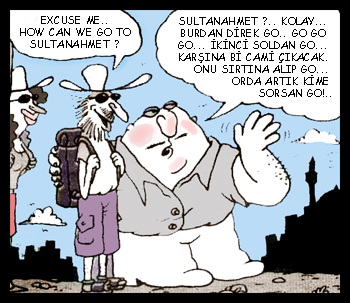 EXCUSE ME..
HOW CAN WE GO TO
SULTANAHMET ?
SULTANAHMET ?.. KOLAY...
BURDAN DİREK GO.. GO GO
GO... İKİNCİ SOLDAN GO...
KARŞINA Bİ CAMİ ÇIKACAK.
ONU SIRTINA ALIP GO...
ORDA ARTIK KİME
SORSAN GO!..